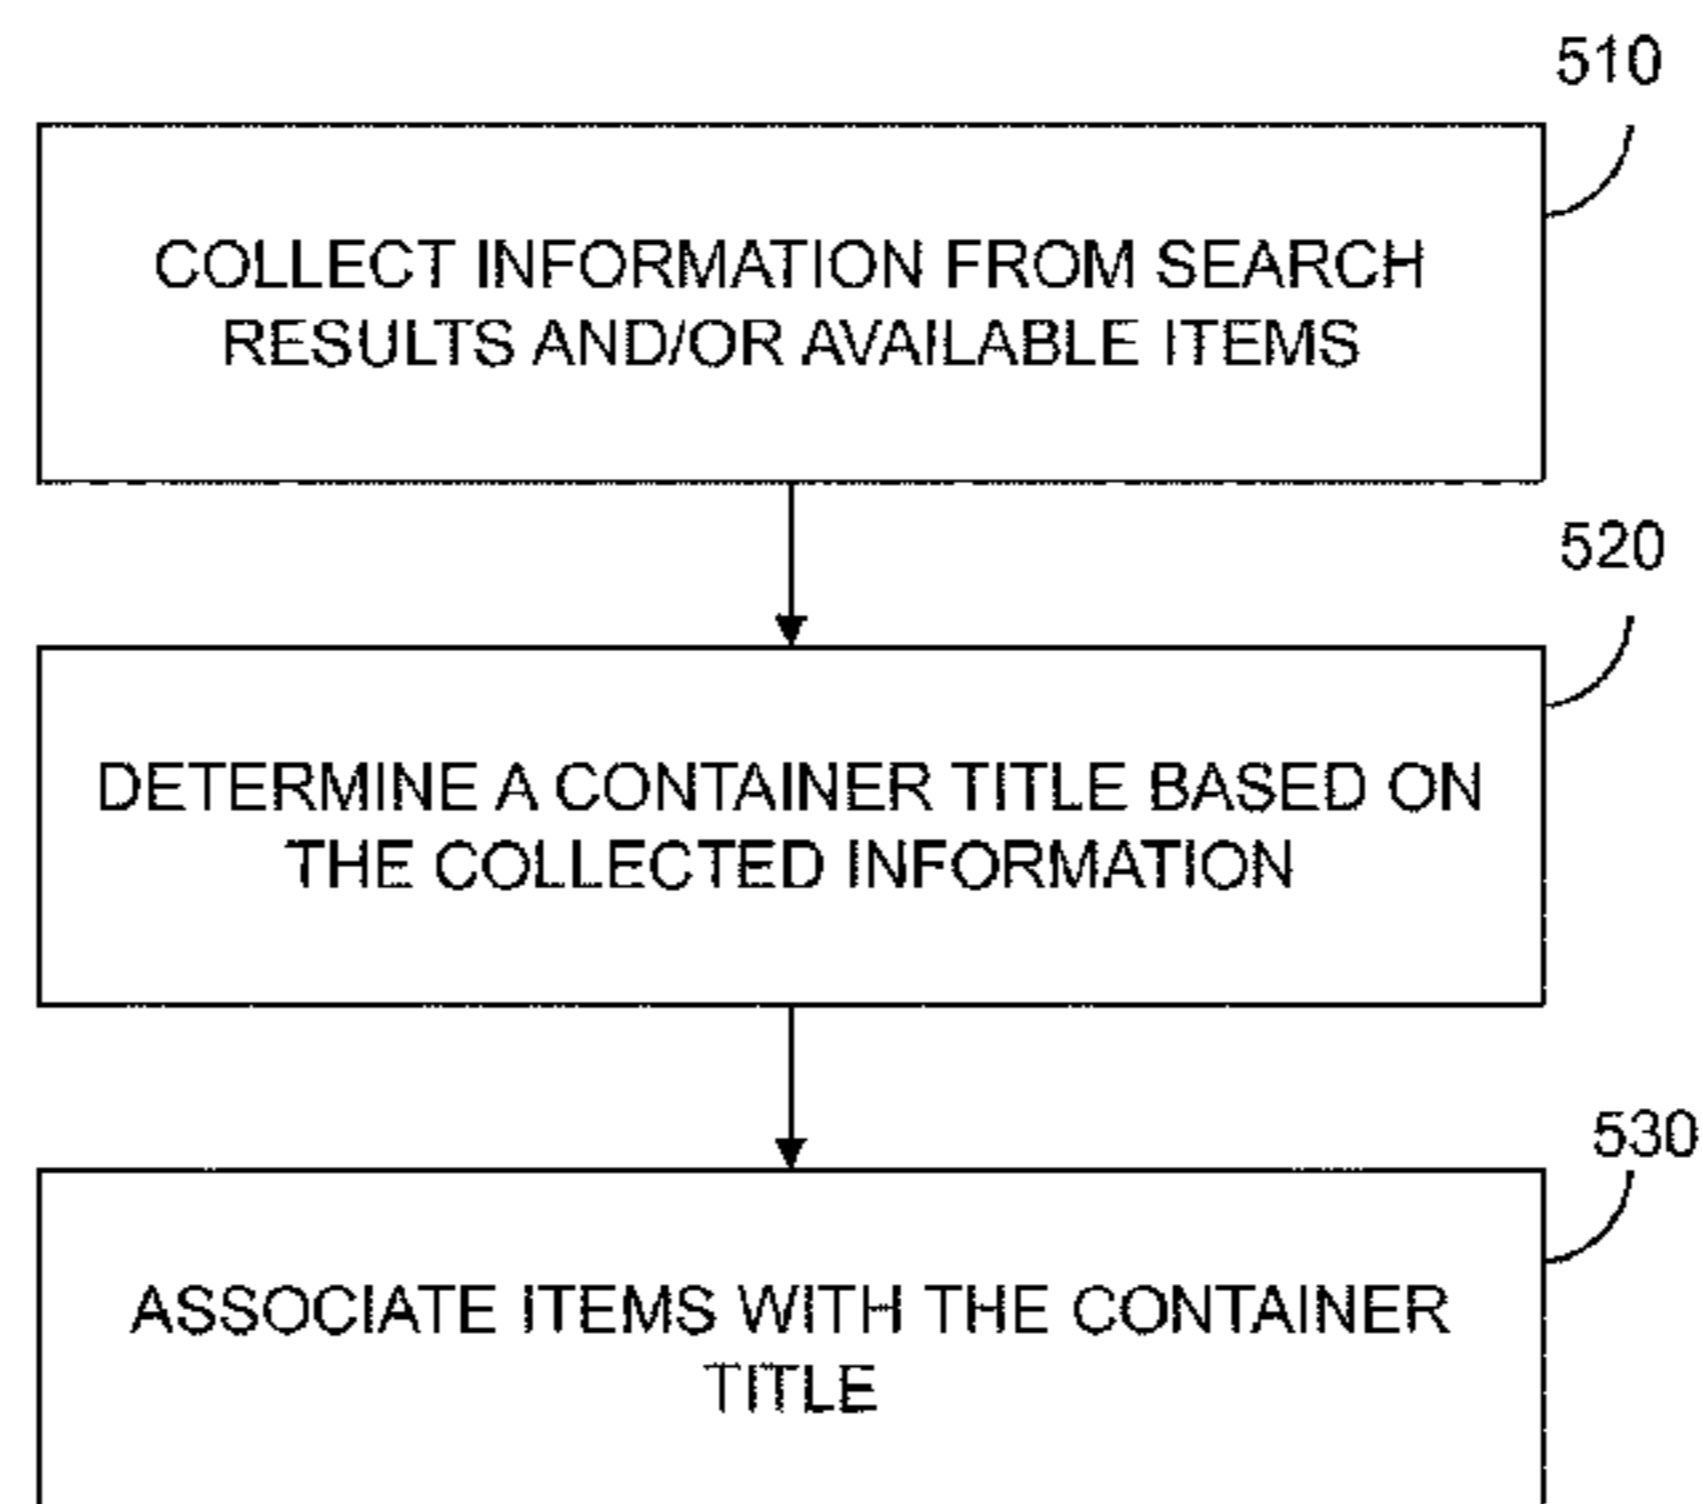 510
COLLECT INFORMATION FROM SEARCH
RESULTS AND/OR AVAILABLE ITEMS
520
DETERMINE A CONTAINER TITLE BASED ON
THE COLLECTED INFORMATION
530
ASSOCIATE ITEMS WITH THE CONTAINER
TITLE